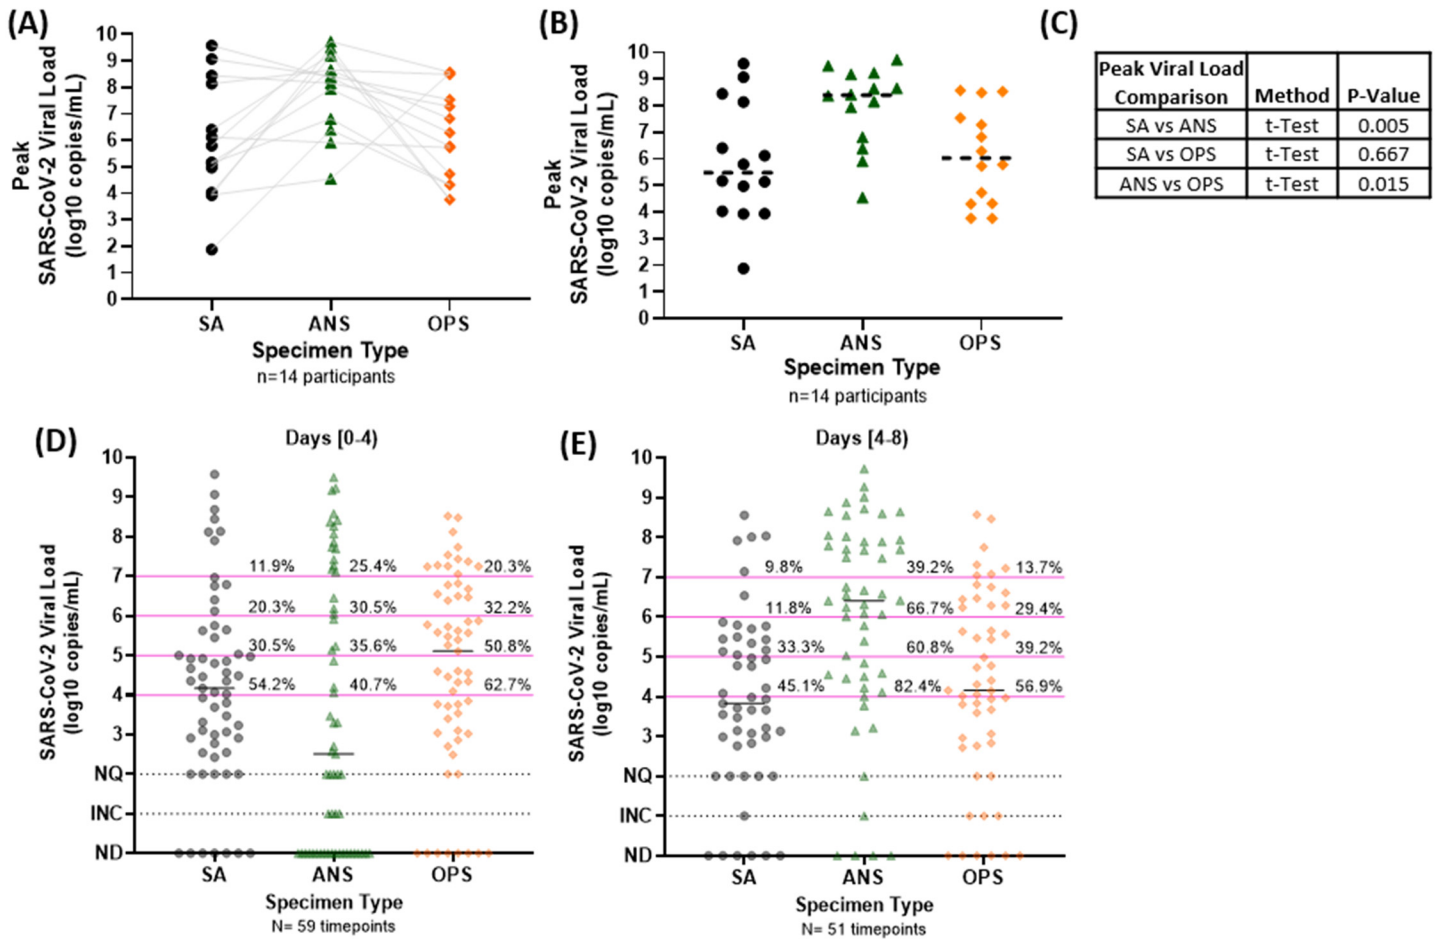 (A)
Peak
SARS-CoV-2 Viral Load
(log10 copies/mL)
10
9
8
7
6
5
4
3
2
1
0
SA
ANS
OPS
Specimen Type
n=14 participants
(B)
Peak
SARS-CoV-2 Viral Load
(log10 copies/mL)
10
9
8
7
6
5
4
3
2
1
0
SA
ANS
OPS
Specimen Type
n=14 participants
(C)
Peak Viral Load Comparison Method P-Value
SA vs ANS t-Test 0.005
SA vs OPS t-Test 0.667
ANS vs OPS t-Test 0.015
(D)
Days [0-4)
SARS-CoV-2 Viral Load
(log10 copies/mL)
10
9
8
7
6
5
4
3
NQ
INC
ND
11.9% 25.4% 20.3%
20.3% 30.5% 32.2%
30.5% 35.6% 50.8%
54.2% 40.7% 62.7%
SA
ANS
OPS
Specimen Type
N= 59 timepoints
(E)
Days [4-8)
SARS-CoV-2 Viral Load
(log10 copies/mL)
10
9
8
7
6
5
4
3
NQ
INC
ND
9.8% 39.2% 13.7%
11.8% 66.7% 29.4%
33.3% 60.8% 39.2%
45.1% 82.4% 56.9%
SA
ANS
OPS
Specimen Type
N= 51 timepoints